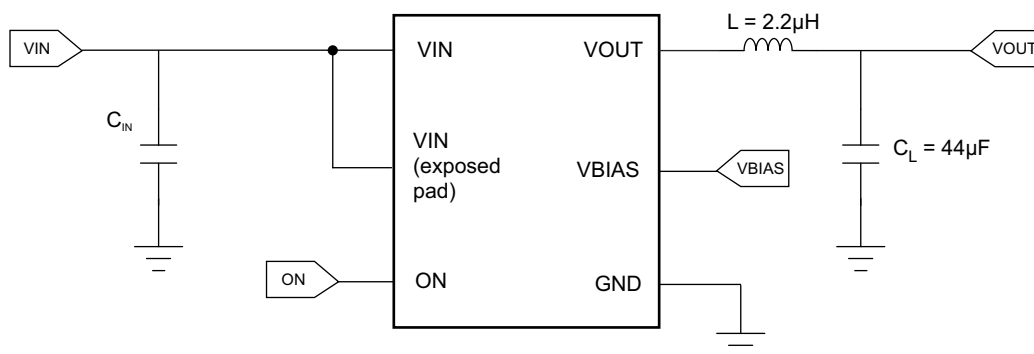 L = 2.2µH
VIN
VIN
VOUT
VOUT
C_IN
VIN
(exposed
pad)
VBIAS
VBIAS
C_L = 44µF
ON
ON
GND